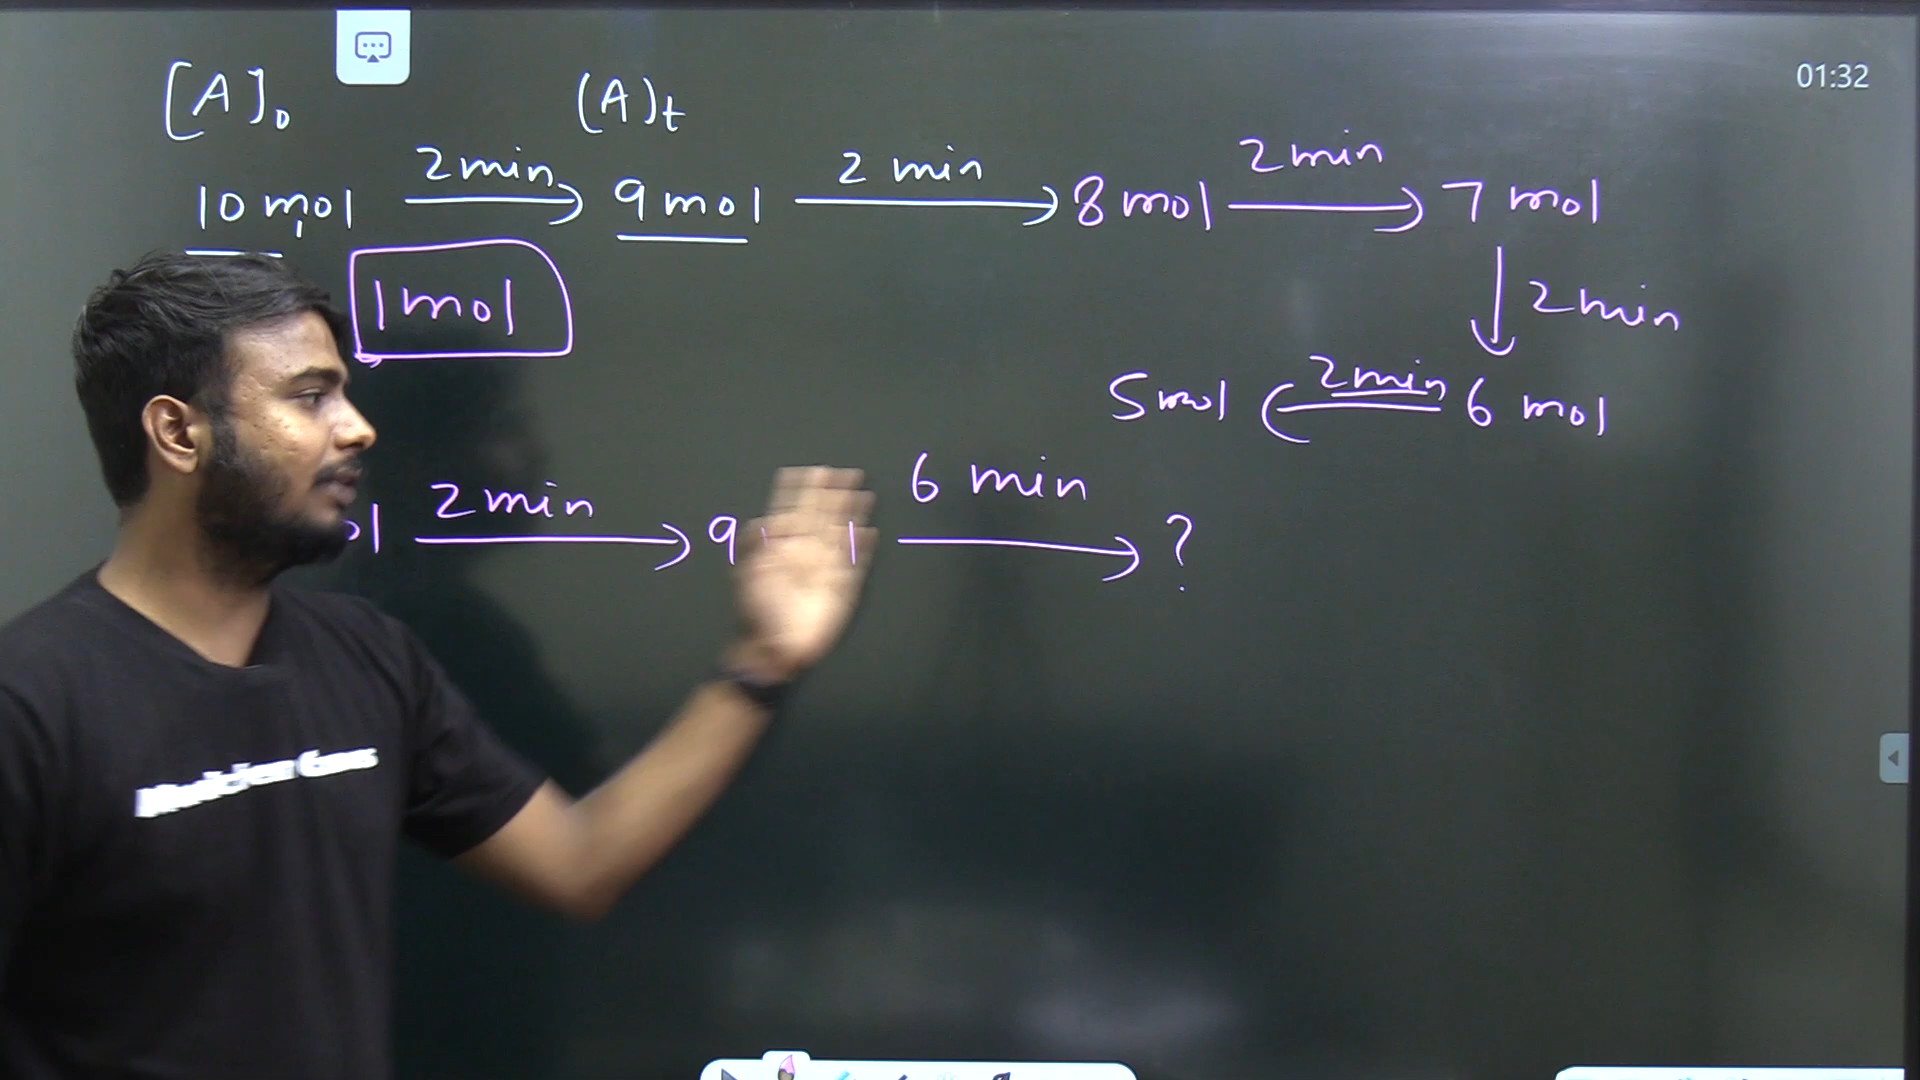 01:32
[A]₀ (A)t
10 mol 2 min 9 mol 2 min 8 mol 2 min 7 mol
1 mol
2 min
5 mol 2 min 6 mol
2 min 9 6 min ?